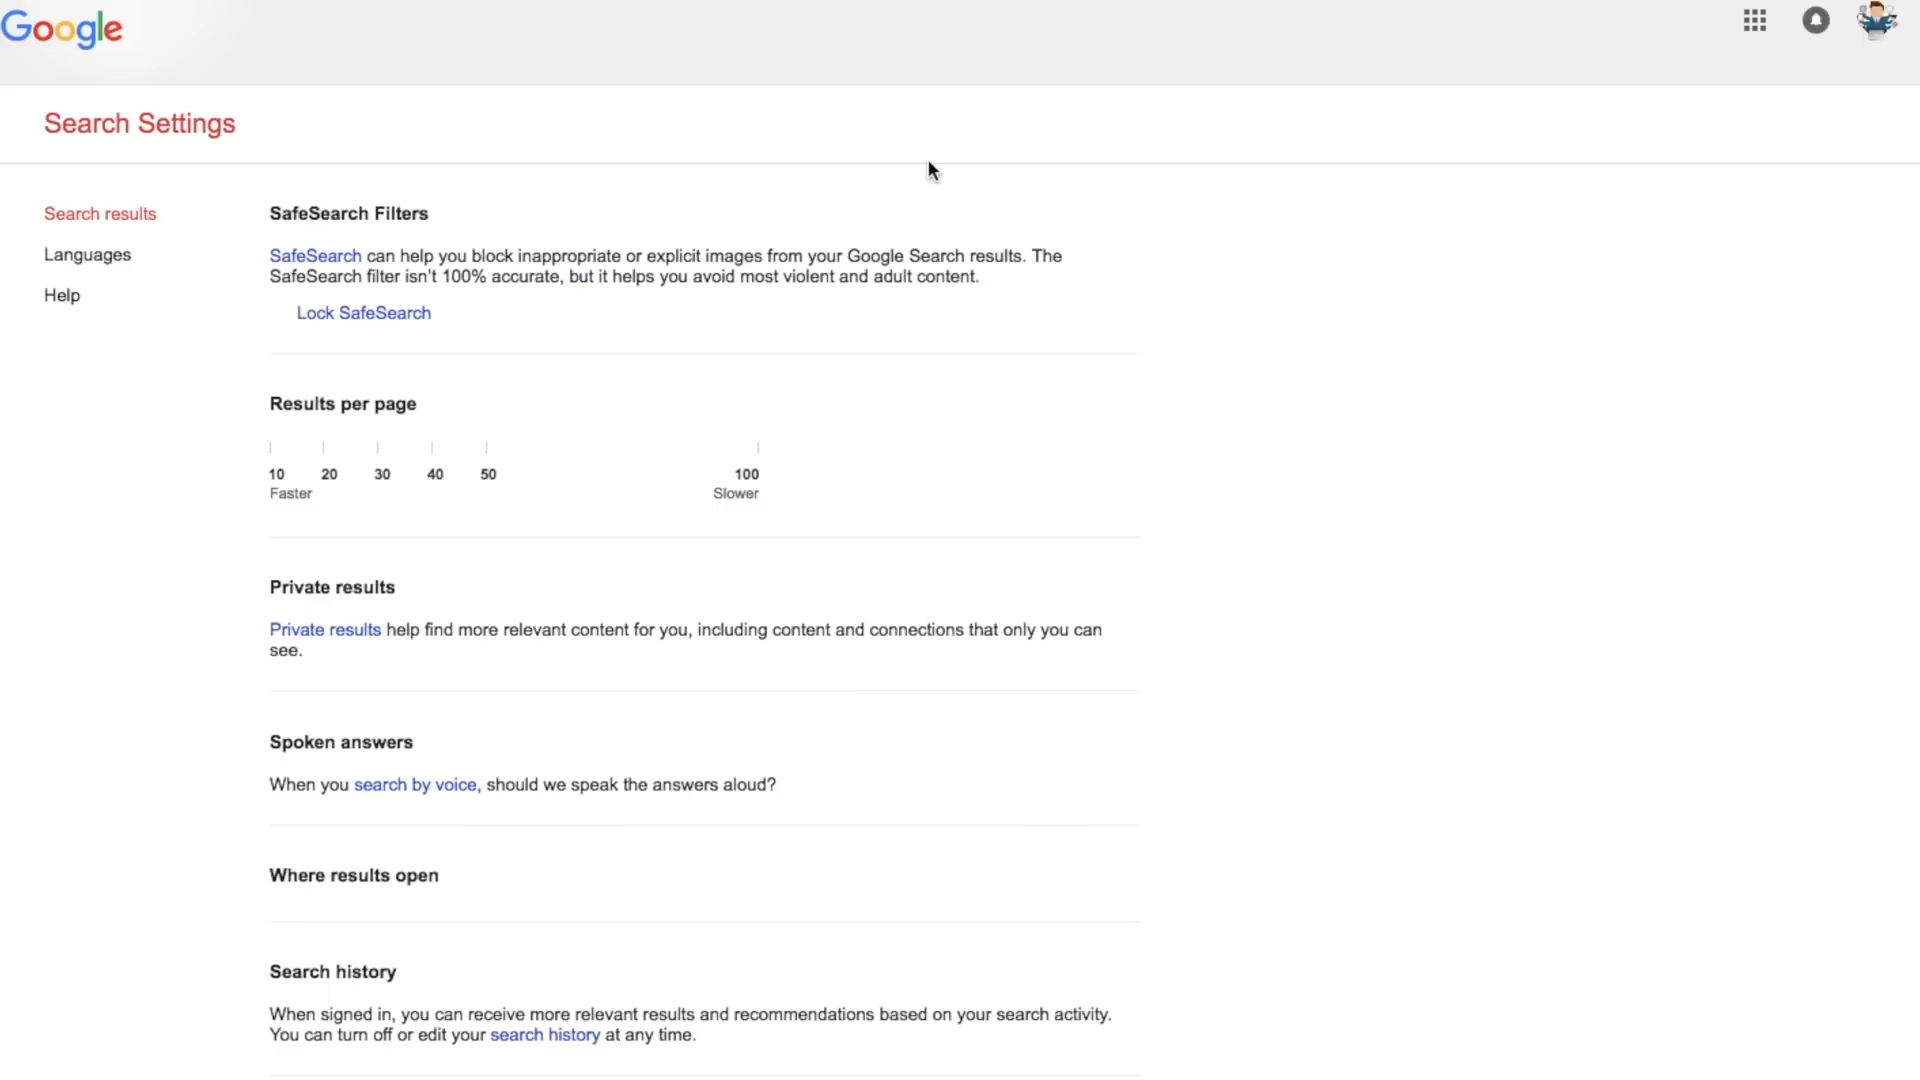 Google
Search Settings
Search results
Languages
Help
SafeSearch Filters
SafeSearch can help you block inappropriate or explicit images from your Google Search results. The
SafeSearch filter isn't 100% accurate, but it helps you avoid most violent and adult content.
Lock SafeSearch
Results per page
10 20 30 40 50 100
Faster Slower
Private results
Private results help find more relevant content for you, including content and connections that only you can
see.
Spoken answers
When you search by voice, should we speak the answers aloud?
Where results open
Search history
When signed in, you can receive more relevant results and recommendations based on your search activity.
You can turn off or edit your search history at any time.